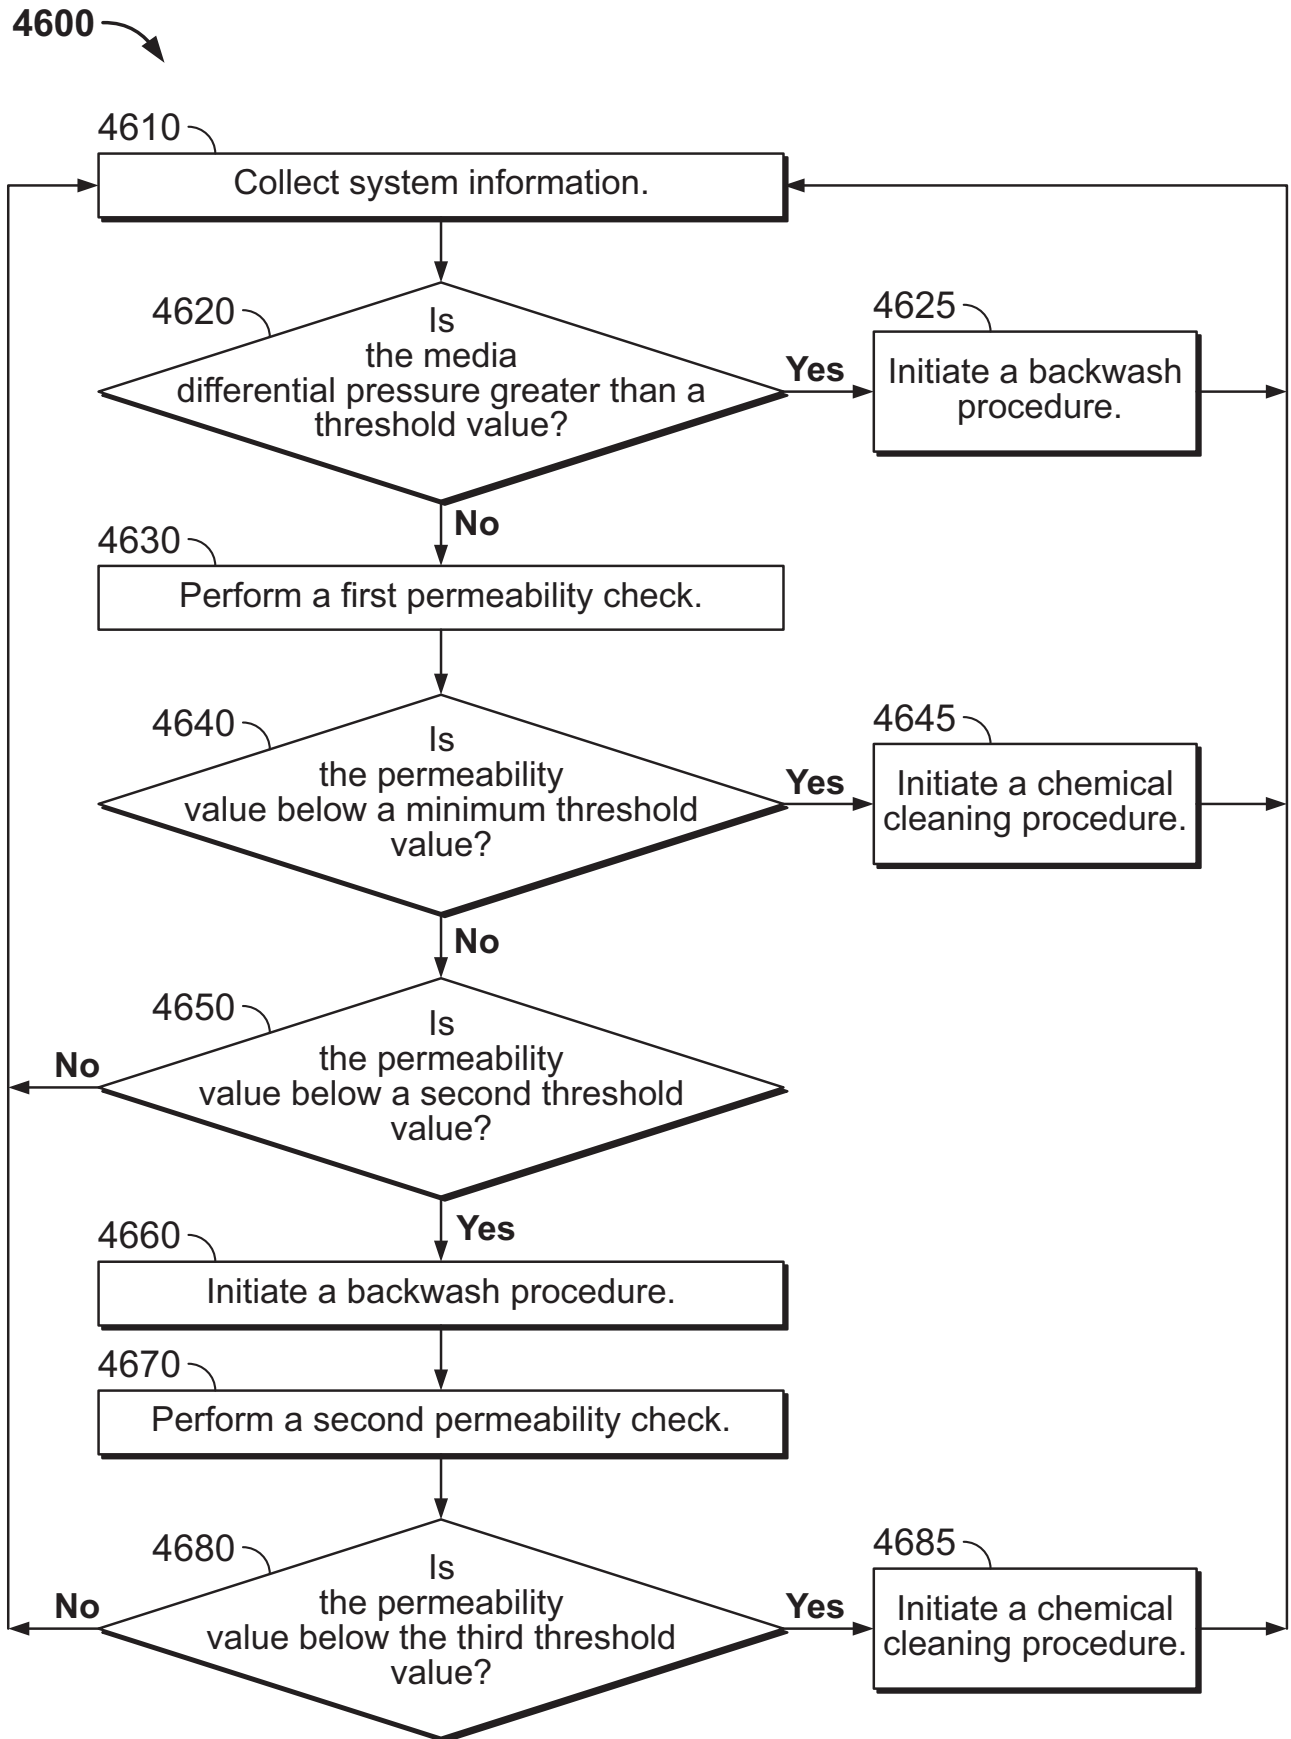 4600
4610
Collect system information.
4620
Is
the media
differential pressure greater than a
threshold value?
Yes
4625
Initiate a backwash
procedure.
No
4630
Perform a first permeability check.
4640
Is
the permeability
value below a minimum threshold
value?
Yes
4645
Initiate a chemical
cleaning procedure.
No
4650
Is
the permeability
value below a second threshold
value?
No
Yes
4660
Initiate a backwash procedure.
4670
Perform a second permeability check.
4680
Is
the permeability
value below the third threshold
value?
No
Yes
4685
Initiate a chemical
cleaning procedure.